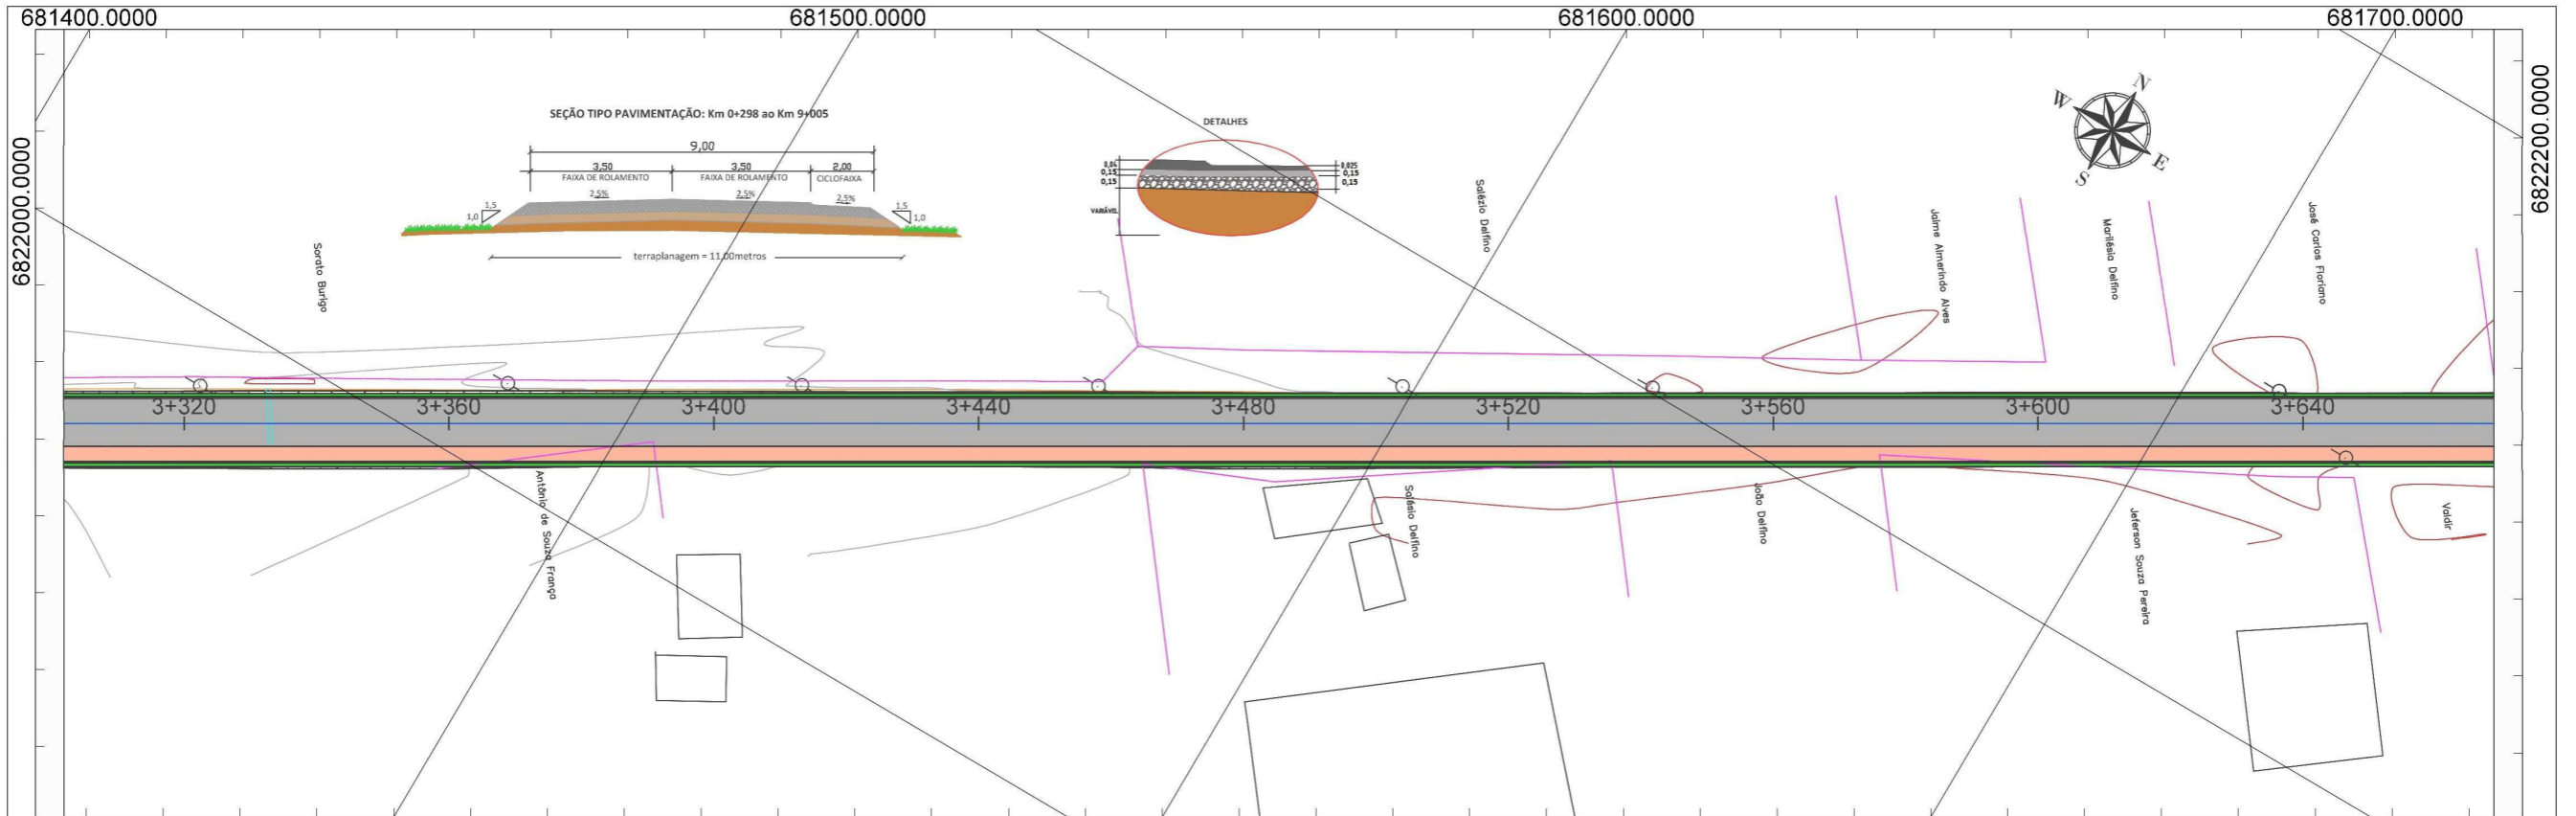 681400.0000 681500.0000 681600.0000 681700.0000
6822000.0000
6822200.0000
SEÇÃO TIPO PAVIMENTAÇÃO: Km 0+298 ao Km 9+005
9,00
3,50 3,50 2,00
FAIXA DE ROLAMENTO FAIXA DE ROLAMENTO CICLOFAIXA
2,5% 2,5% 2,5%
1,5 1,5
1,0 1,0
terraplanagem = 11,00metros
DETALHES
0,04 0,025
0,15 0,15
0,15 0,15
VARIÁVEL
N
W
E
S
Sorato Burigo
Salézio Delfino
Jaime Almerindo Alves
Marilésia Delfino
José Carlos Floriano
3+320 3+360 3+400 3+440 3+480 3+520 3+560 3+600 3+640
Antônio de Souza França
Salésio Delfino
João Delfino
Jeferson Souza Pereira
Valdir